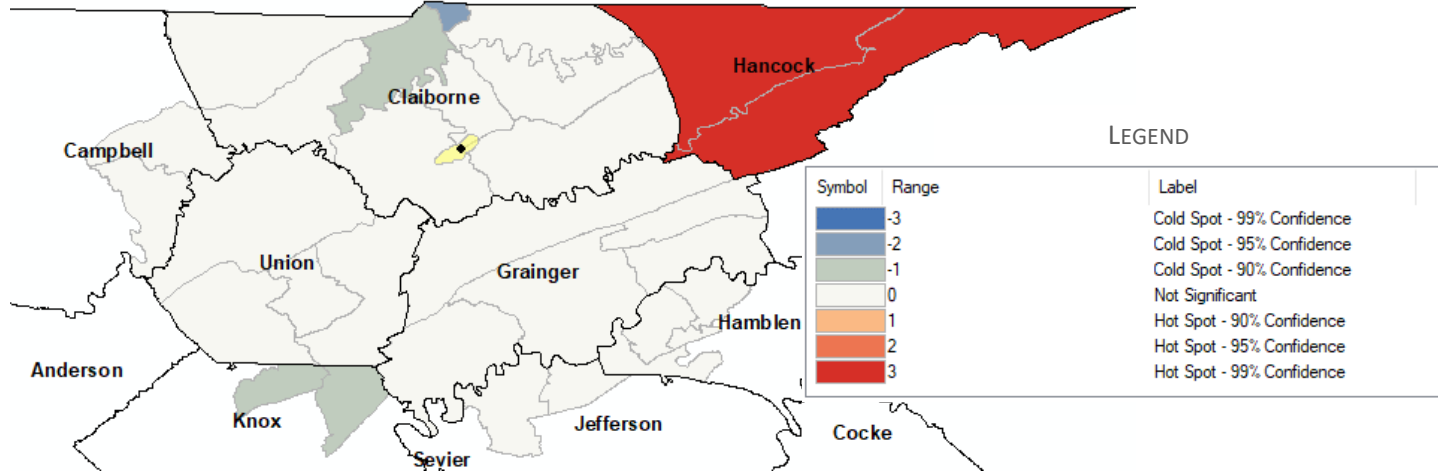 Hancock
Claiborne
Campbell
Union
Grainger
Hamblen
Anderson
Knox
Jefferson
Cocke
Sevier
LEGEND
Symbol Range Label
-3 Cold Spot - 99% Confidence
-2 Cold Spot - 95% Confidence
-1 Cold Spot - 90% Confidence
0 Not Significant
1 Hot Spot - 90% Confidence
2 Hot Spot - 95% Confidence
3 Hot Spot - 99% Confidence